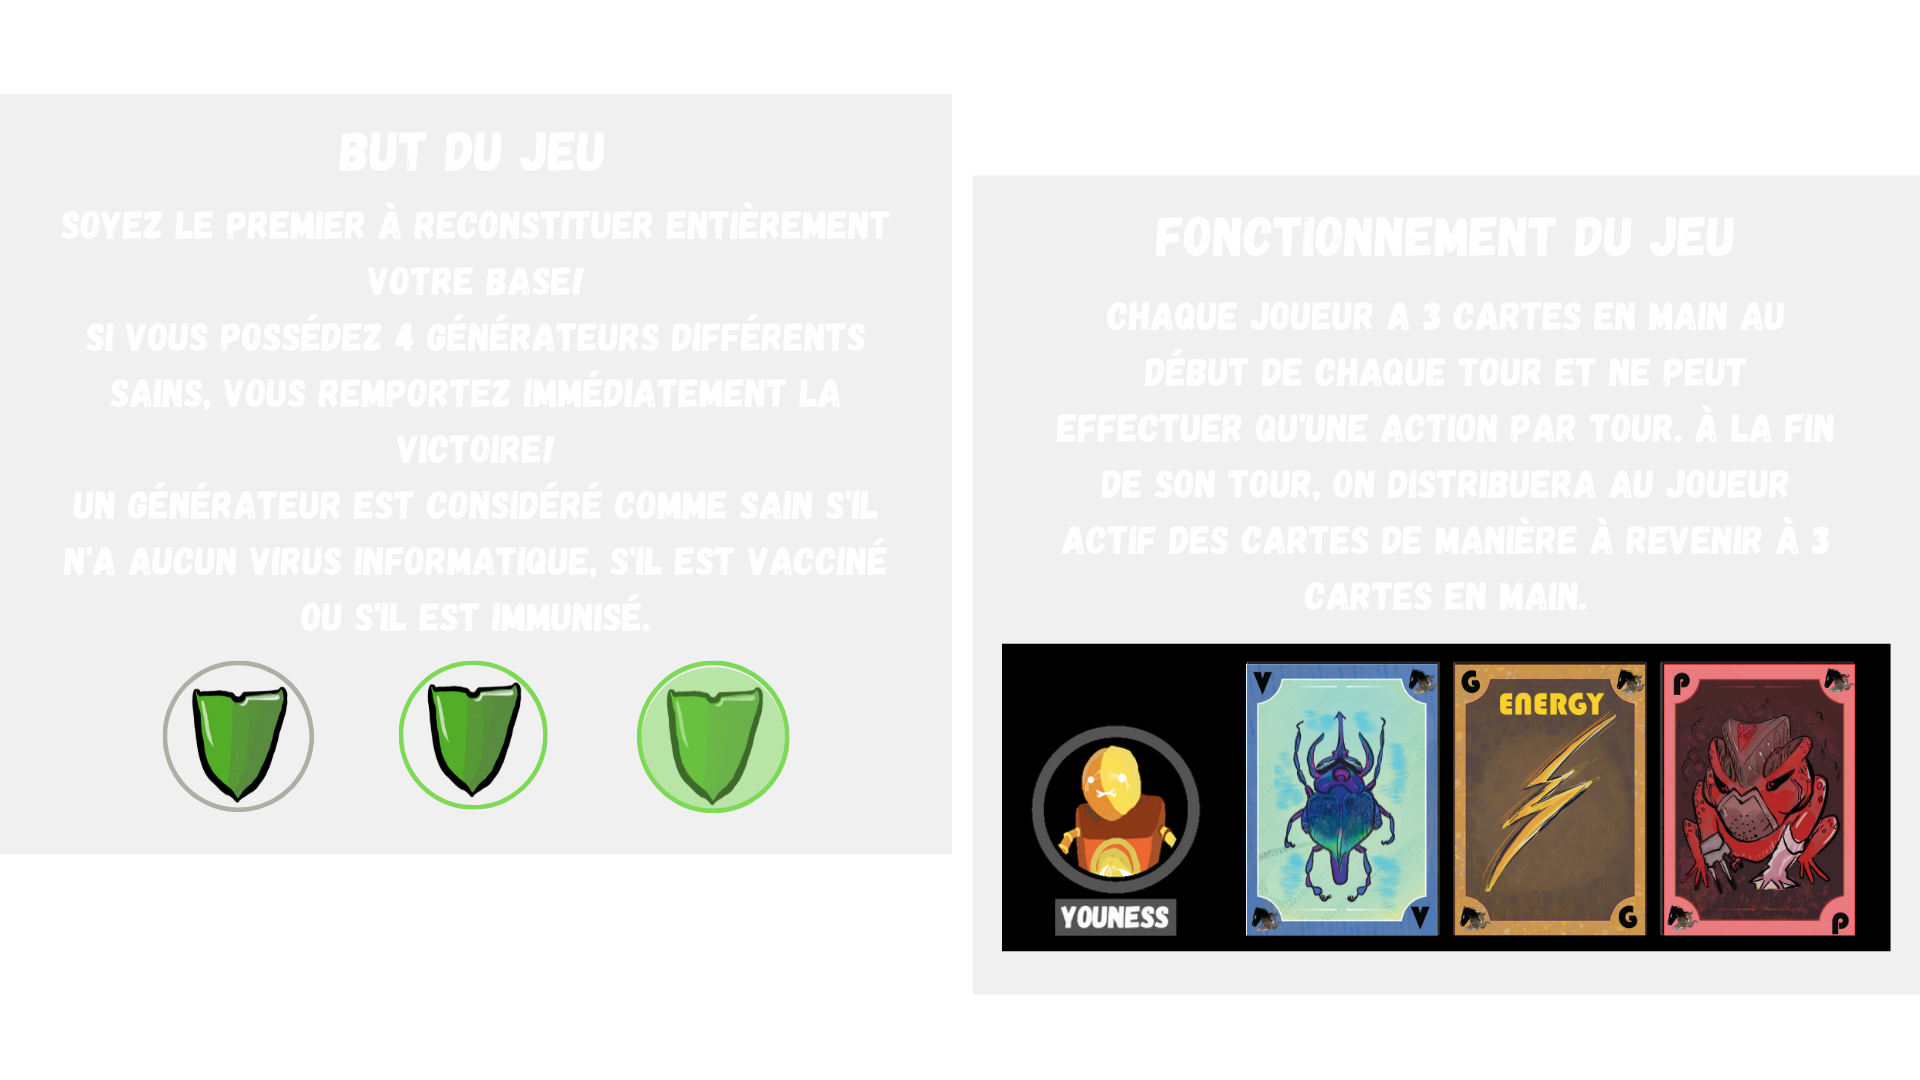 BUT DU JEU
SOYEZ LE PREMIER À RECONSTITUER ENTIÈREMENT
VOTRE BASE!
SI VOUS POSSÉDEZ 4 GÉNÉRATEURS DIFFÉRENTS
SAINS, VOUS REMPORTEZ IMMÉDIATEMENT LA
VICTOIRE!
UN GÉNÉRATEUR EST CONSIDÉRÉ COMME SAIN S'IL
N'A AUCUN VIRUS INFORMATIQUE, S'IL EST VACCINÉ
OU S'IL EST IMMUNISÉ.
FONCTIONNEMENT DU JEU
CHAQUE JOUEUR A 3 CARTES EN MAIN AU
DÉBUT DE CHAQUE TOUR ET NE PEUT
EFFECTUER QU'UNE ACTION PAR TOUR. À LA FIN
DE SON TOUR, ON DISTRIBUERA AU JOUEUR
ACTIF DES CARTES DE MANIÈRE À REVENIR À 3
CARTES EN MAIN.
YOUNESS
V
V
G
ENERGY
G
P
P